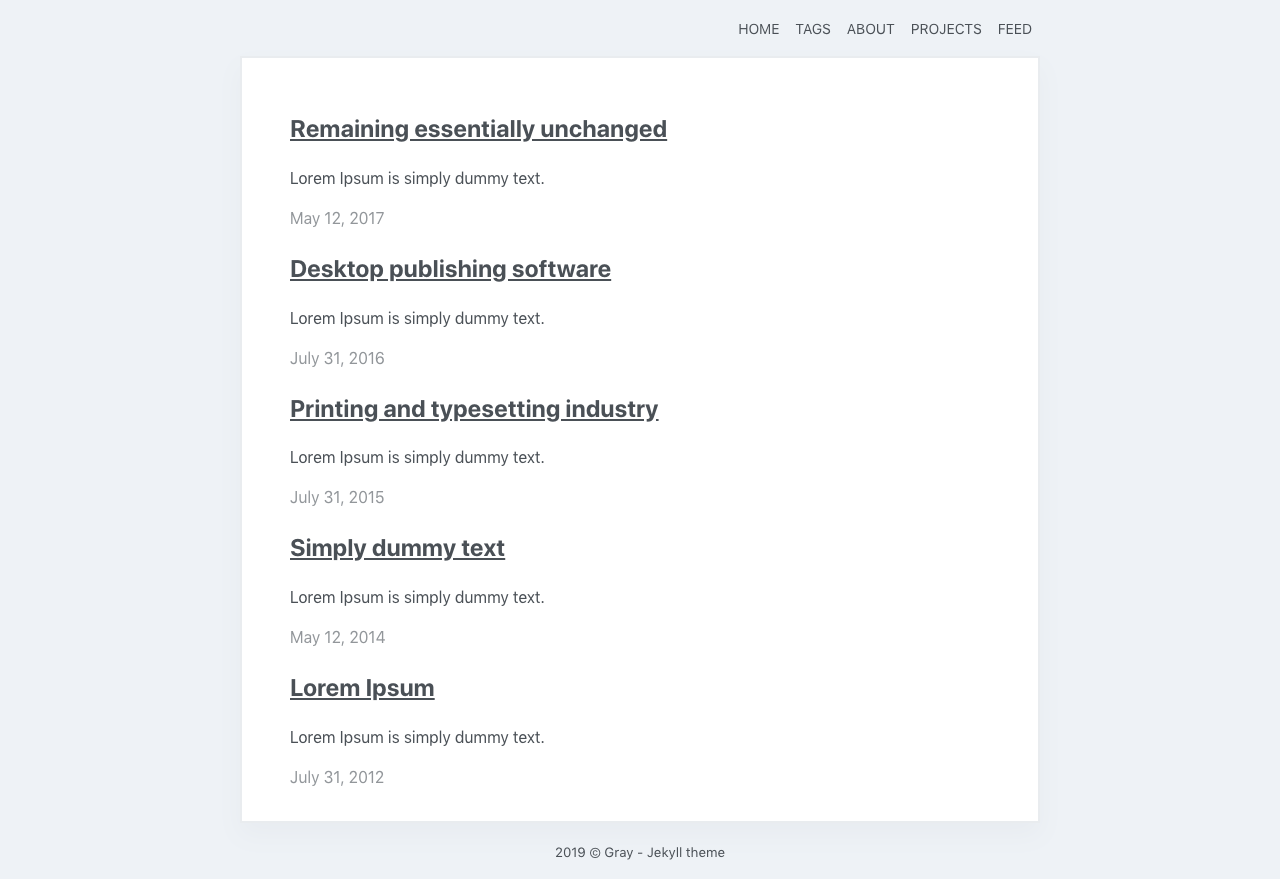 HOME TAGS ABOUT PROJECTS FEED
Remaining essentially unchanged
Lorem Ipsum is simply dummy text.
May 12, 2017
Desktop publishing software
Lorem Ipsum is simply dummy text.
July 31, 2016
Printing and typesetting industry
Lorem Ipsum is simply dummy text.
July 31, 2015
Simply dummy text
Lorem Ipsum is simply dummy text.
May 12, 2014
Lorem Ipsum
Lorem Ipsum is simply dummy text.
July 31, 2012
2019 © Gray - Jekyll theme